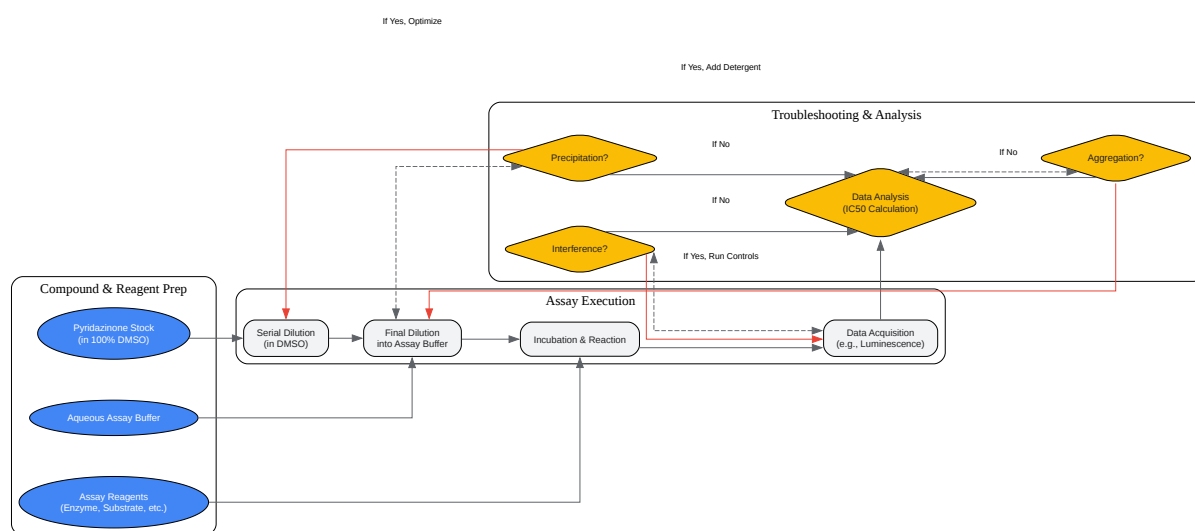 If Yes, Optimize
If Yes, Add Detergent
Troubleshooting & Analysis
Precipitation?
If No
If No
Aggregation?
Data Analysis
(IC50 Calculation)
If No
Interference?
If Yes, Run Controls
Compound & Reagent Prep
Assay Execution
Pyridazinone Stock
(in 100% DMSO)
Serial Dilution
(in DMSO)
Final Dilution
into Assay Buffer
Incubation & Reaction
Data Acquisition
(e.g., Luminescence)
Aqueous Assay Buffer
Assay Reagents
(Enzyme, Substrate, etc.)